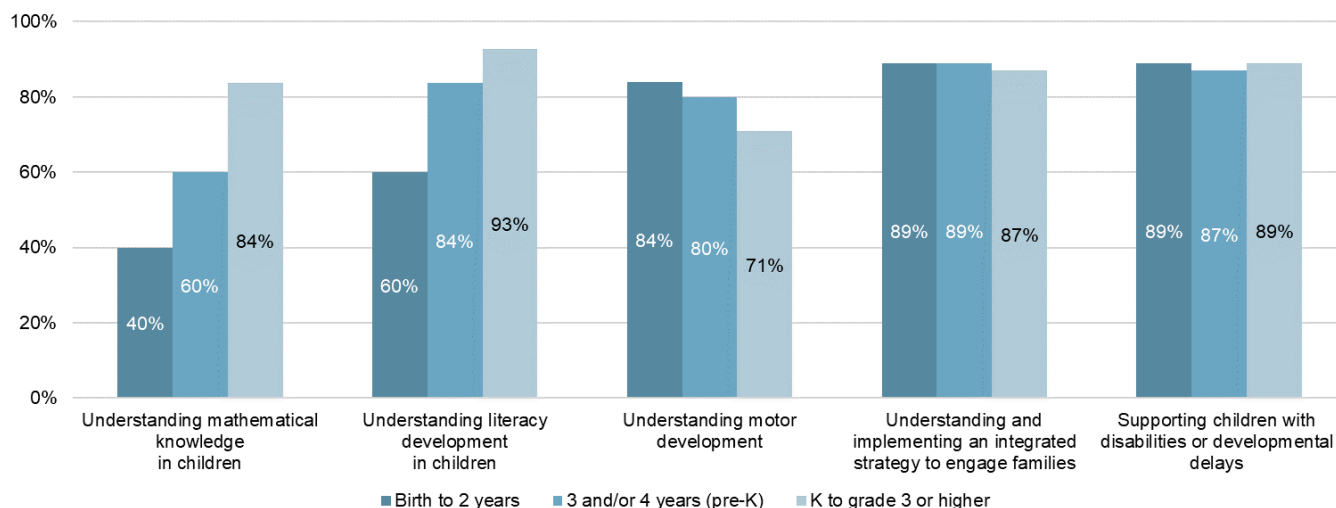 100%
80%
60%
40%
20%
0%
40%
60%
84%
60%
84%
93%
84%
80%
71%
89%
89%
87%
89%
87%
89%
Understanding mathematical
knowledge
in children
Understanding literacy
development
in children
Understanding motor
development
Understanding and
implementing an integrated
strategy to engage families
Supporting children with
disabilities or developmental
delays
Birth to 2 years
3 and/or 4 years (pre-K)
K to grade 3 or higher